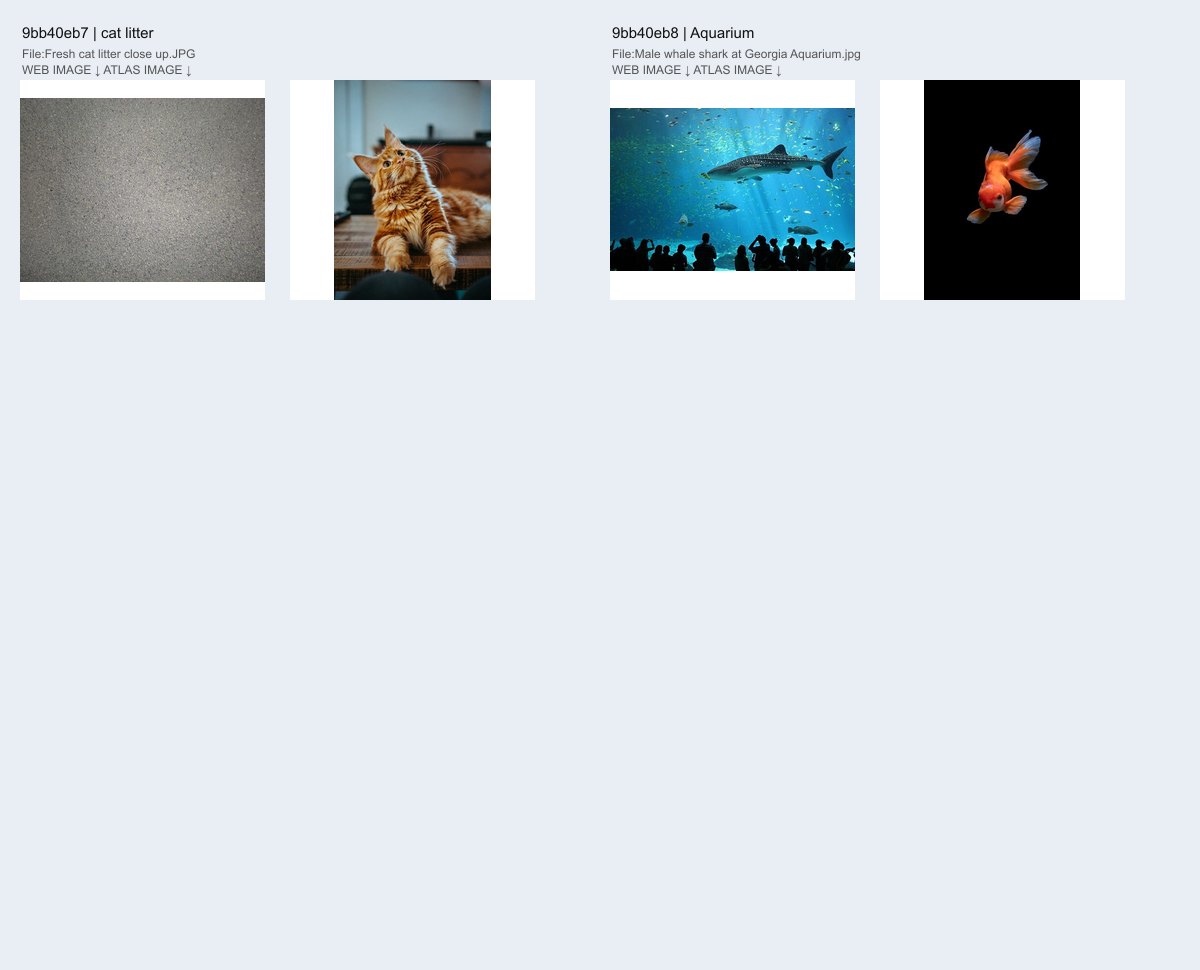 9bb40eb7 | cat litter
File:Fresh cat litter close up.JPG
WEB IMAGE ↓ ATLAS IMAGE ↓
9bb40eb8 | Aquarium
File:Male whale shark at Georgia Aquarium.jpg
WEB IMAGE ↓ ATLAS IMAGE ↓